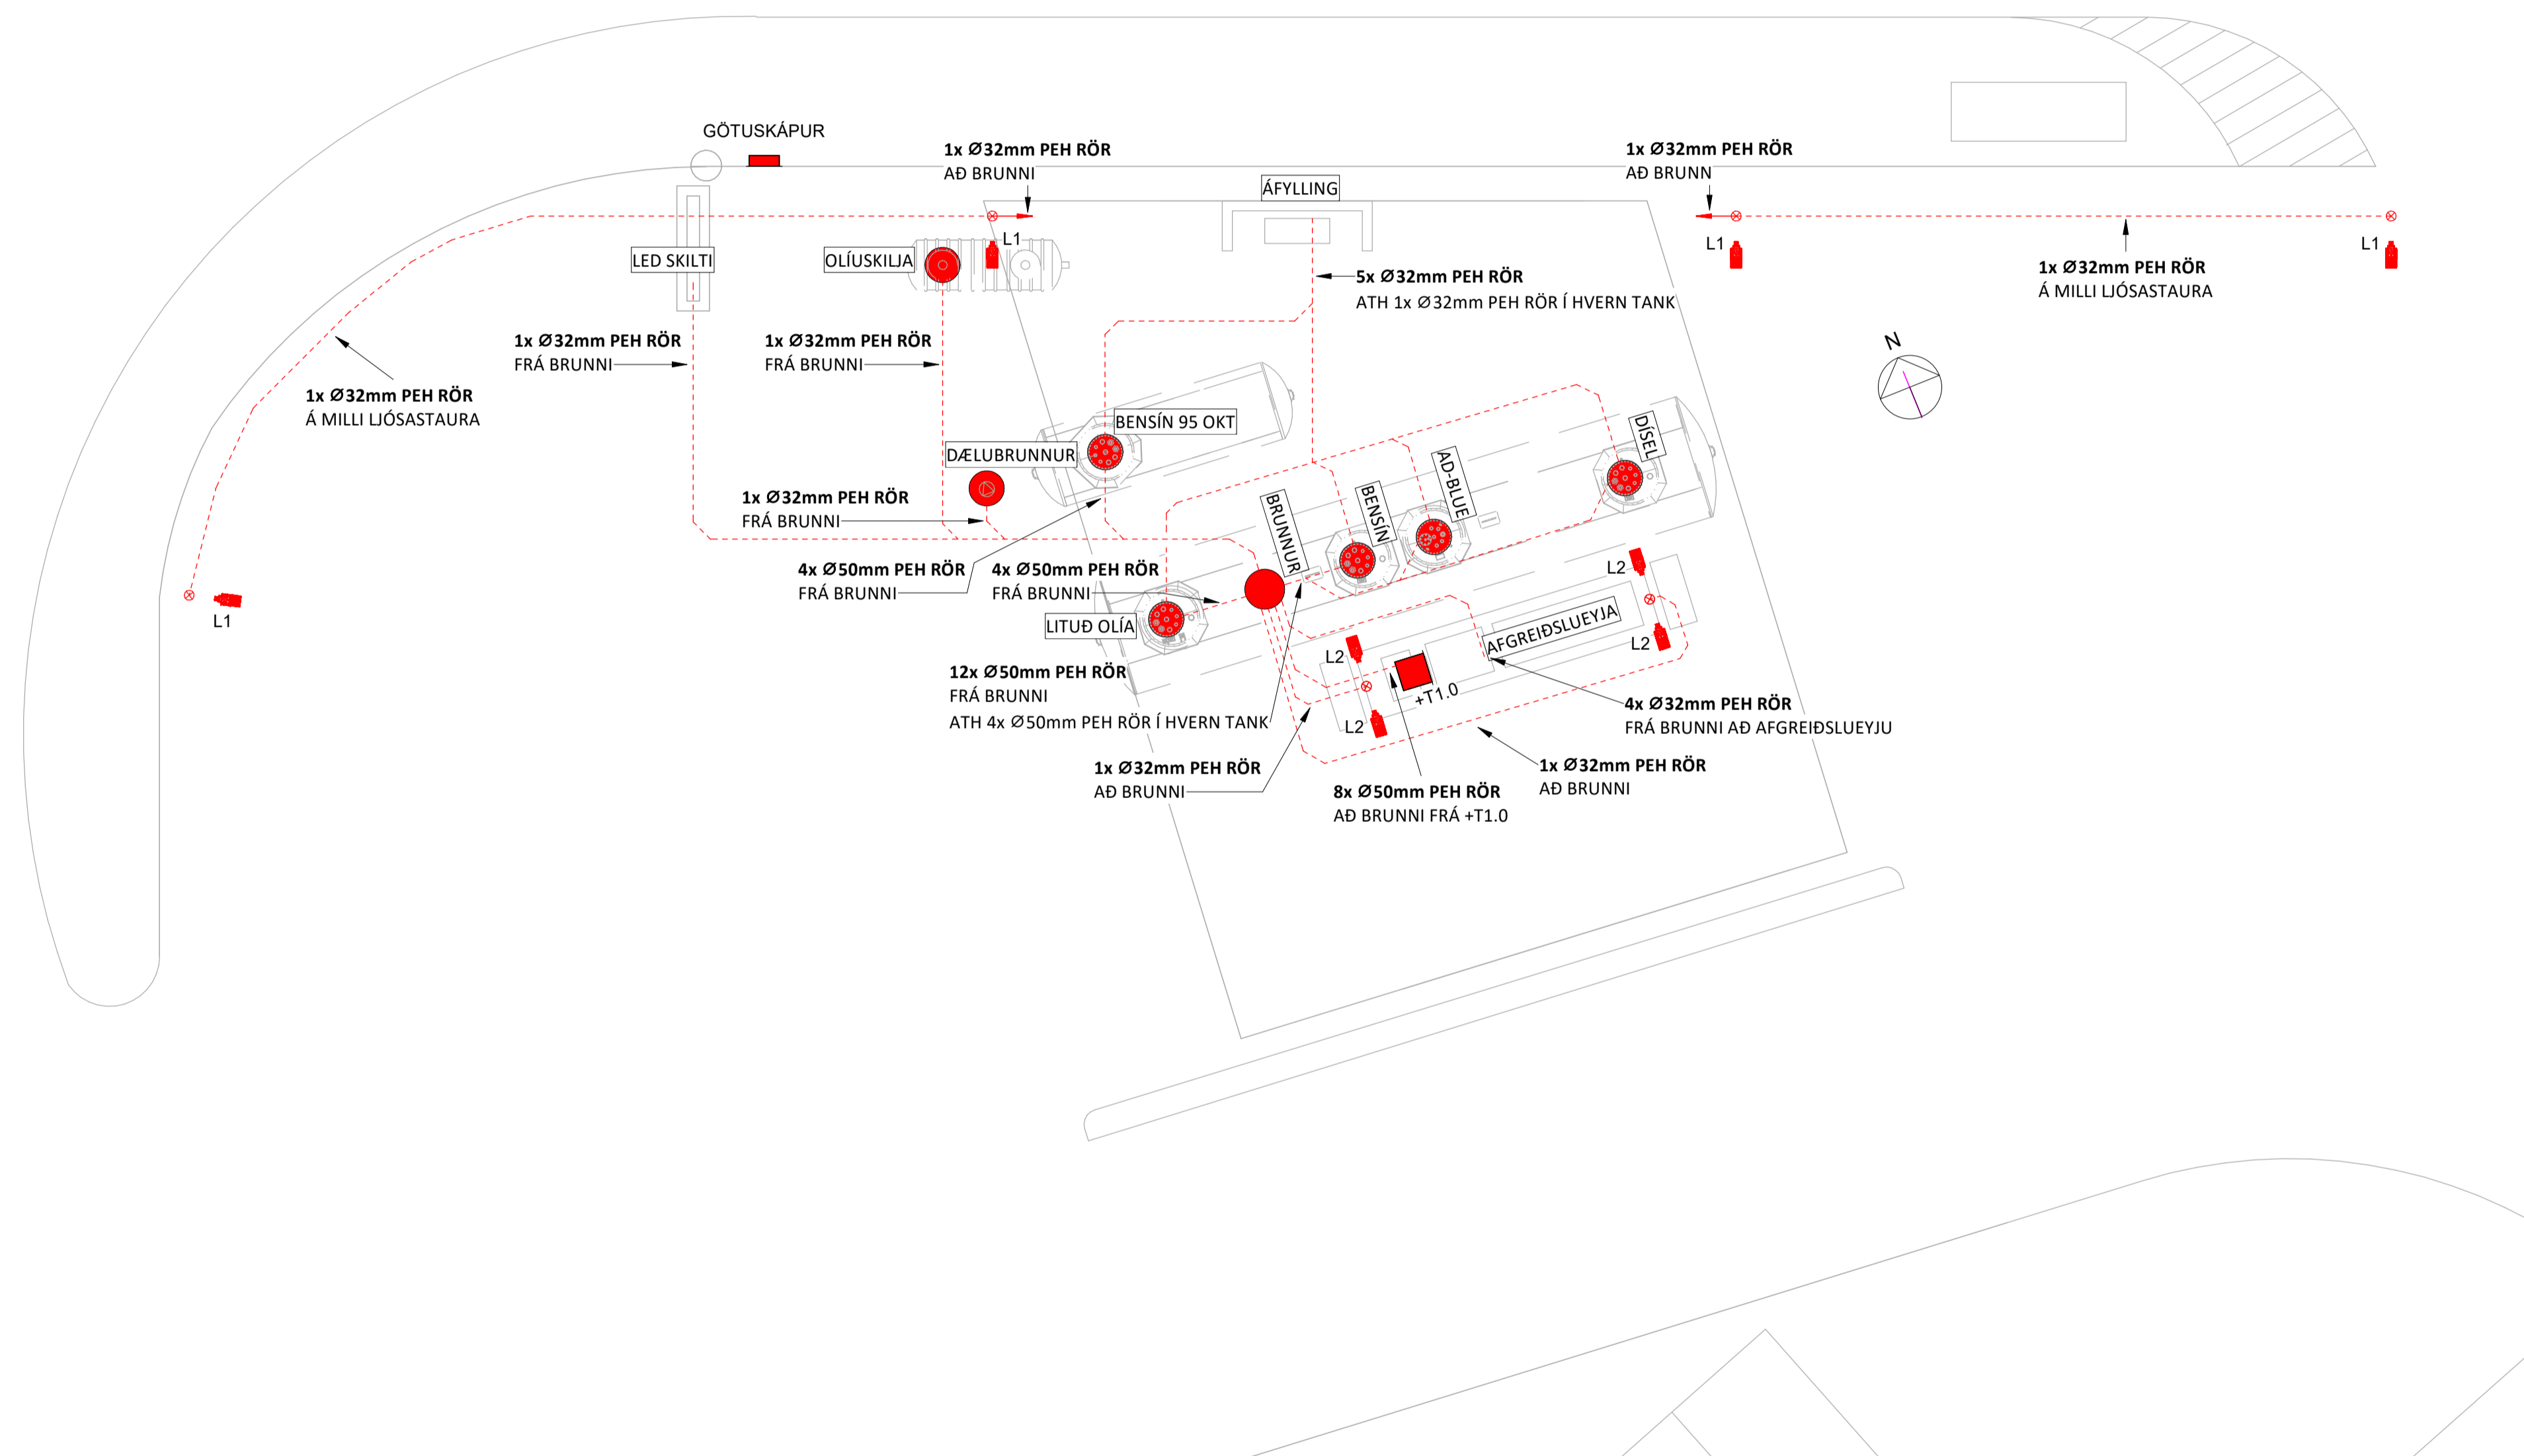 GÖTUSKÁPUR
1x Ø32mm PEH RÖR
AÐ BRUNNI
1x Ø32mm PEH RÖR
AÐ BRUNN
ÁFYLLING
L1
L1
L1
LED SKILTI
OLÍUSKILJA
5x Ø32mm PEH RÖR
ATH 1x Ø32mm PEH RÖR Í HVERN TANK
1x Ø32mm PEH RÖR
Á MILLI LJÓSASTAURA
N
1x Ø32mm PEH RÖR
FRÁ BRUNNI
1x Ø32mm PEH RÖR
FRÁ BRUNNI
1x Ø32mm PEH RÖR
Á MILLI LJÓSASTAURA
BENSÍN 95 OKT
DÍSEL
DÆLUBRUNNUR
AD-BLUE
1x Ø32mm PEH RÖR
FRÁ BRUNNI
BRUNNUR
BENSÍN
4x Ø50mm PEH RÖR
FRÁ BRUNNI
4x Ø50mm PEH RÖR
FRÁ BRUNNI
L2
L1
LITUÐ OLÍA
AFGREIÐSLUEYJA
L2
L2
12x Ø50mm PEH RÖR
FRÁ BRUNNI
ATH 4x Ø50mm PEH RÖR Í HVERN TANK
+T1.0
L2
4x Ø32mm PEH RÖR
FRÁ BRUNNI AÐ AFGREIÐSLUEYJU
1x Ø32mm PEH RÖR
AÐ BRUNNI
8x Ø50mm PEH RÖR
AÐ BRUNNI FRÁ +T1.0
1x Ø32mm PEH RÖR
AÐ BRUNNI